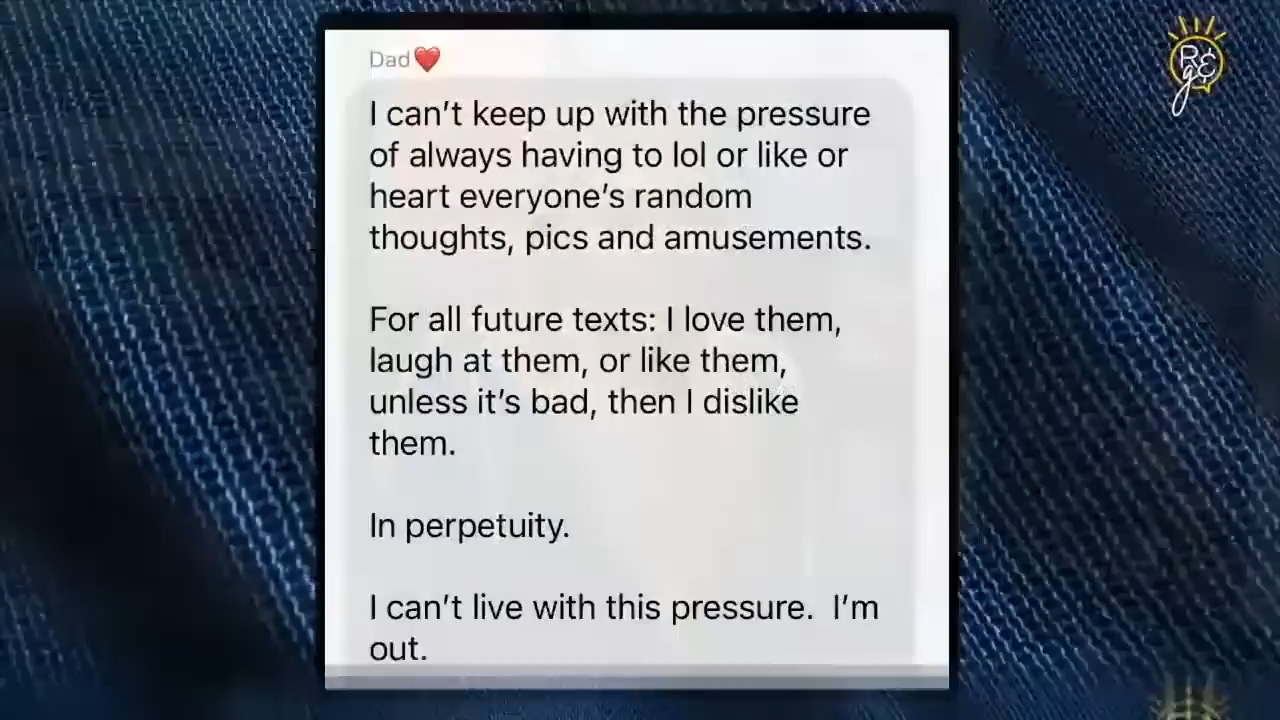 Dad❤️
I can’t keep up with the pressure
of always having to lol or like or
heart everyone’s random
thoughts, pics and amusements.
For all future texts: I love them,
laugh at them, or like them,
unless it’s bad, then I dislike
them.
In perpetuity.
I can’t live with this pressure.  I’m
out.